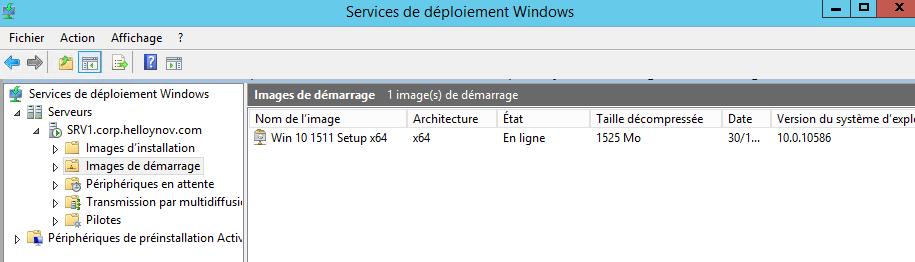 Services de déploiement Windows
Fichier Action Affichage ?
Services de déploiement Windows
Serveurs
SRV1.corp.helloynov.com
Images d'installation
Images de démarrage
Périphériques en attente
Transmission par multidiffusi
Pilotes
Périphériques de préinstallation Activ
Images de démarrage 1 image(s) de démarrage
Nom de l'image Architecture État Taille décompressée Date Version du système d'explo
Win 10 1511 Setup x64 x64 En ligne 1525 Mo 30/1... 10.0.10586